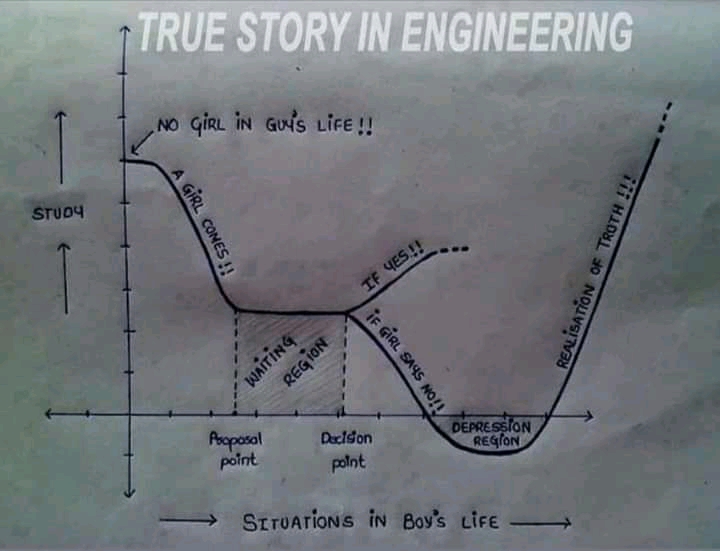 TRUE STORY IN ENGINEERING
NO GIRL IN GUY'S LIFE!!
A GIRL COMES!!
STUDY
IF YES!!
IF GIRL SAYS NO!!
REALISATION OF TRUTH!!!
WAITING
REGION
DEPRESSION
REGION
Proposal
point
Decision
point
SITUATIONS IN BOY'S LIFE